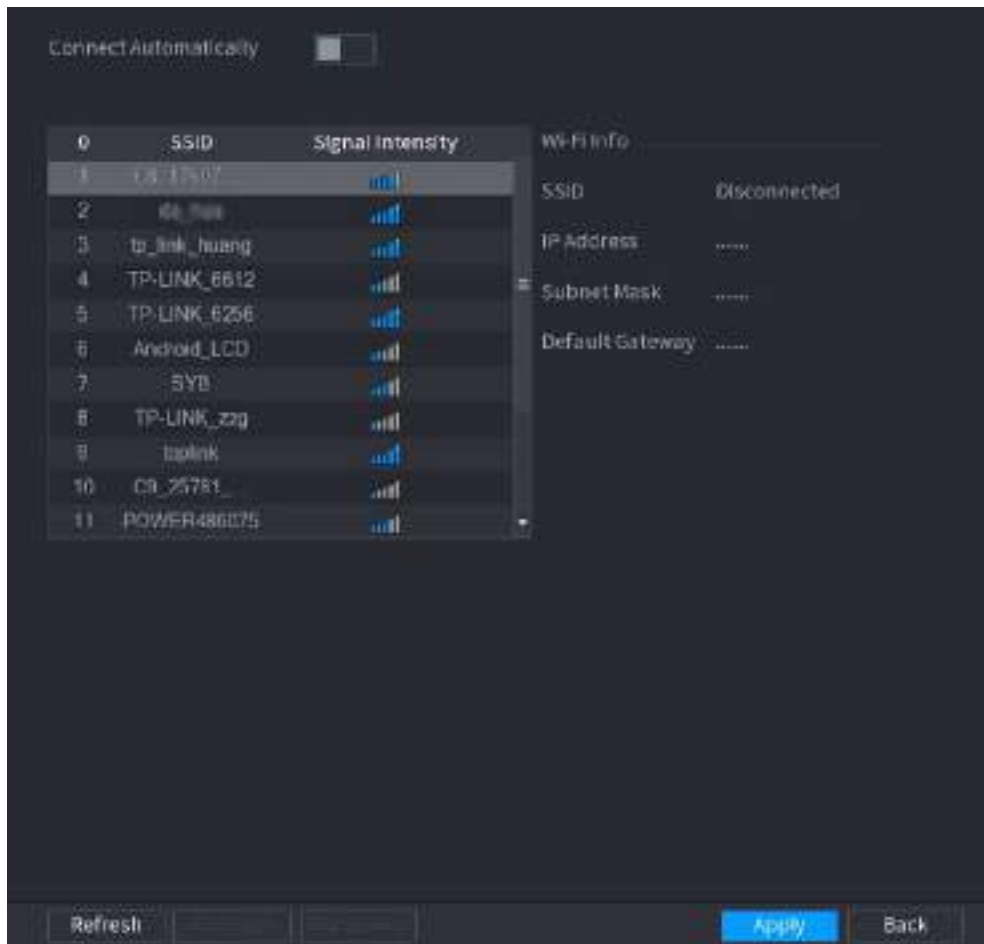 Connect Automatically
0 SSID Signal Intensity
1
2
3 tp_link_huang
4 TP-LINK_6612
5 TP-LINK_6256
6 Android_LCD
7 SYB
8 TP-LINK_zzg
9 toplink
10 C9_25781_
11 POWER486075
Wi-Fi Info
SSID Disconnected
IP Address ......
Subnet Mask ......
Default Gateway ......
Refresh
Apply Back